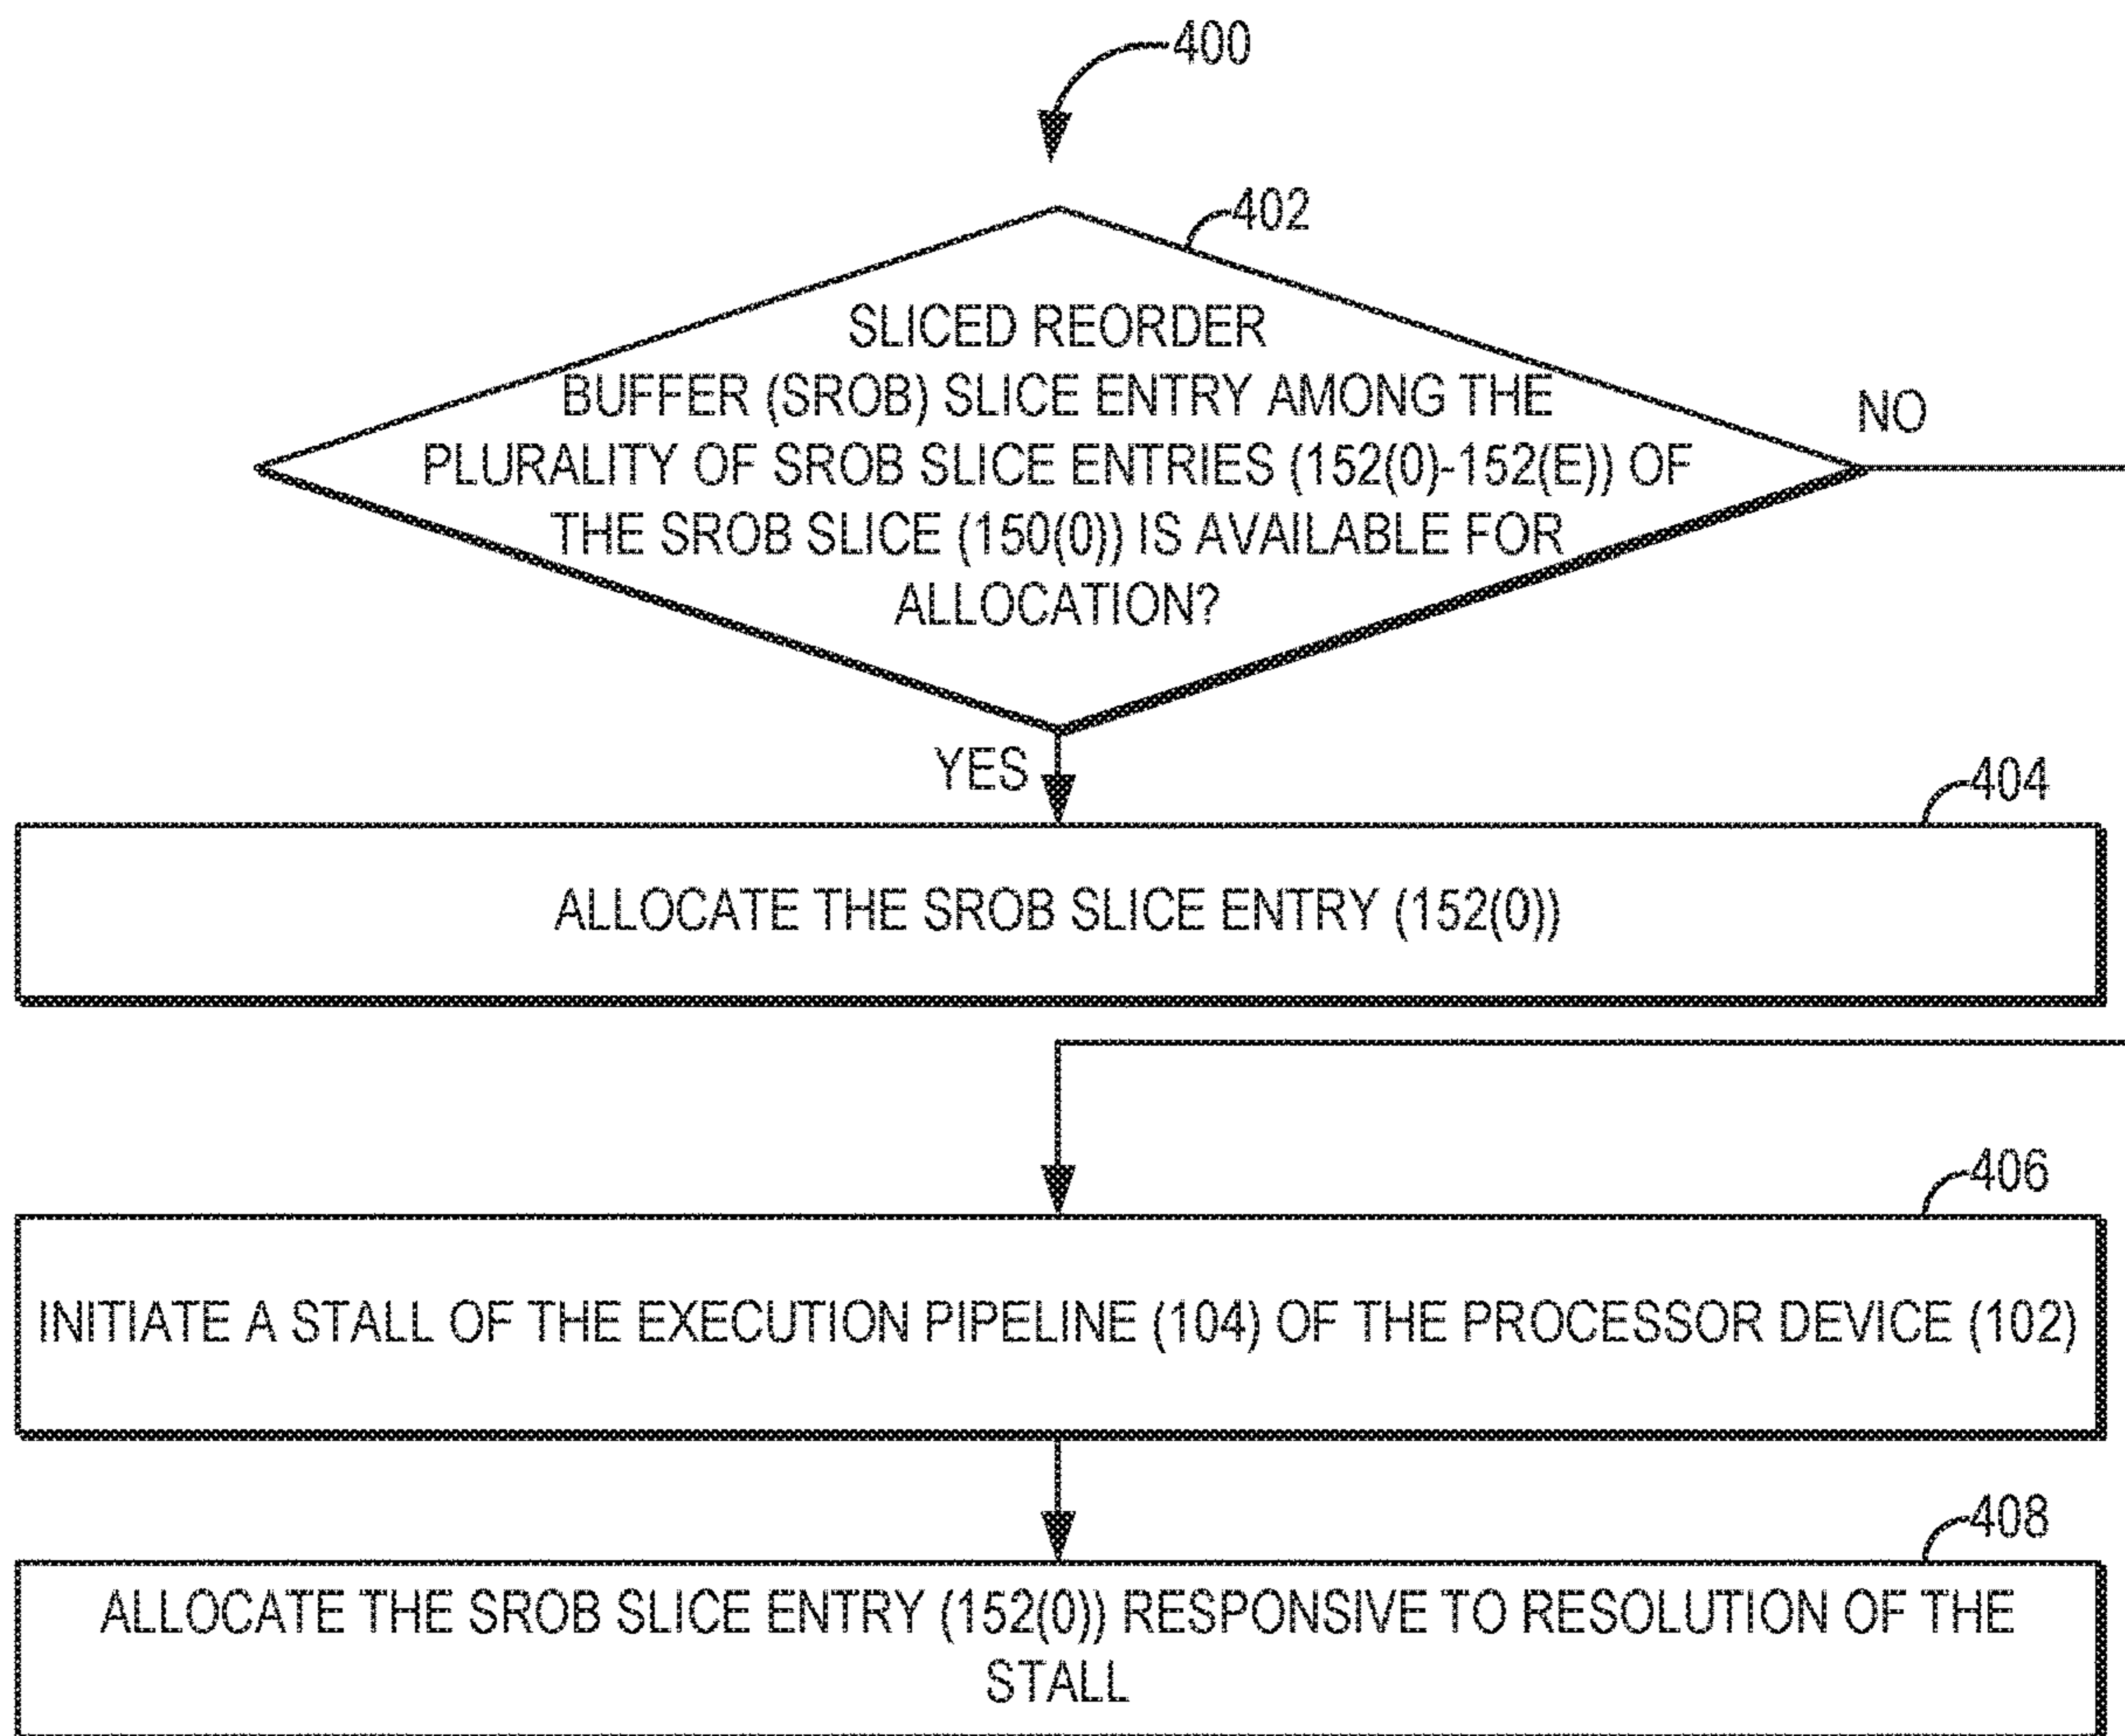 400
402
SLICED REORDER
BUFFER (SROB) SLICE ENTRY AMONG THE
PLURALITY OF SROB SLICE ENTRIES (152(0)-152(E)) OF
THE SROB SLICE (150(0)) IS AVAILABLE FOR
ALLOCATION?
NO
YES
404
ALLOCATE THE SROB SLICE ENTRY (152(0))
406
INITIATE A STALL OF THE EXECUTION PIPELINE (104) OF THE PROCESSOR DEVICE (102)
408
ALLOCATE THE SROB SLICE ENTRY (152(0)) RESPONSIVE TO RESOLUTION OF THE
STALL